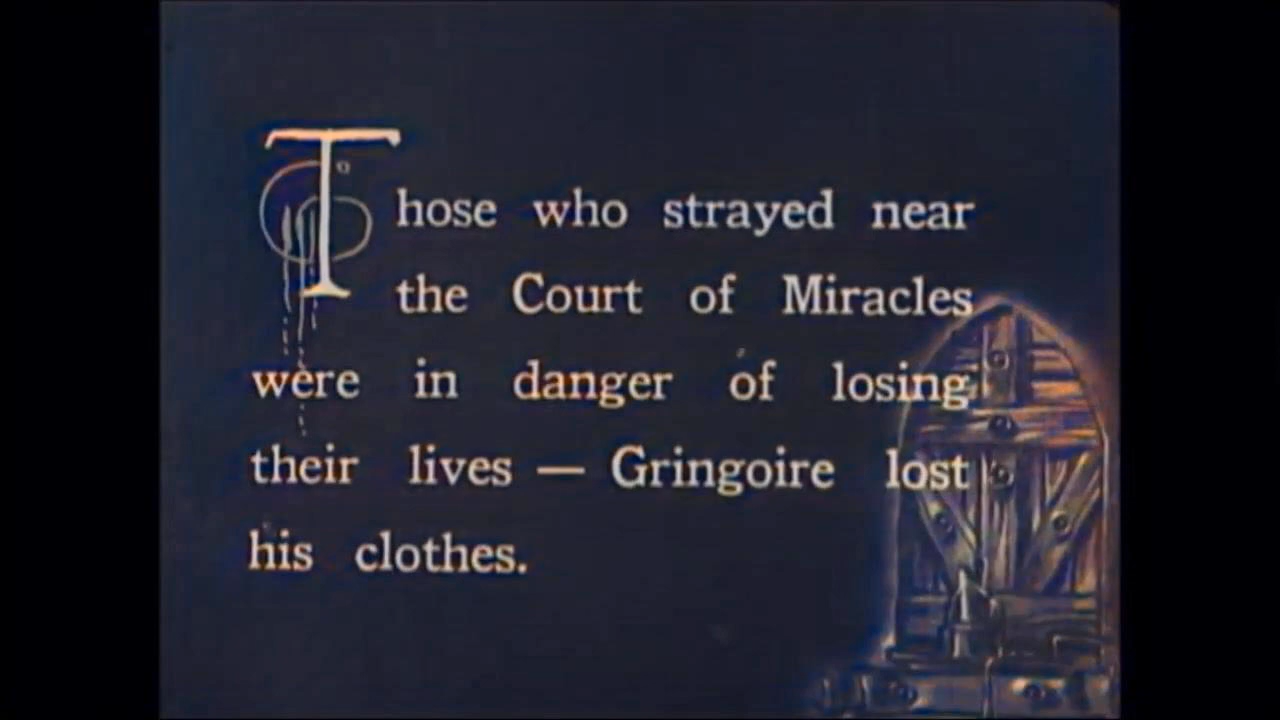 Those who strayed near
the Court of Miracles
were in danger of losing
their lives — Gringoire lost
his clothes.